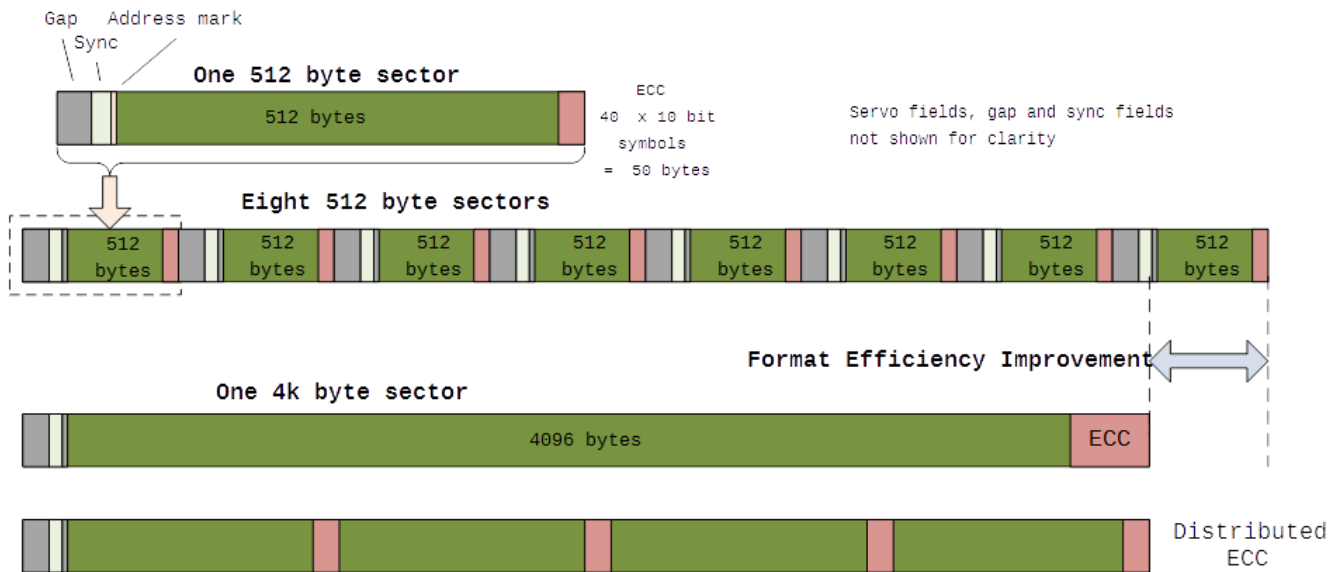 Gap
Address mark
Sync
One 512 byte sector
512 bytes
ECC
40 x 10 bit
symbols
= 50 bytes
Servo fields, gap and sync fields
not shown for clarity
Eight 512 byte sectors
512
bytes
512
bytes
512
bytes
512
bytes
512
bytes
512
bytes
512
bytes
512
bytes
Format Efficiency Improvement
One 4k byte sector
4096 bytes
ECC
Distributed
ECC